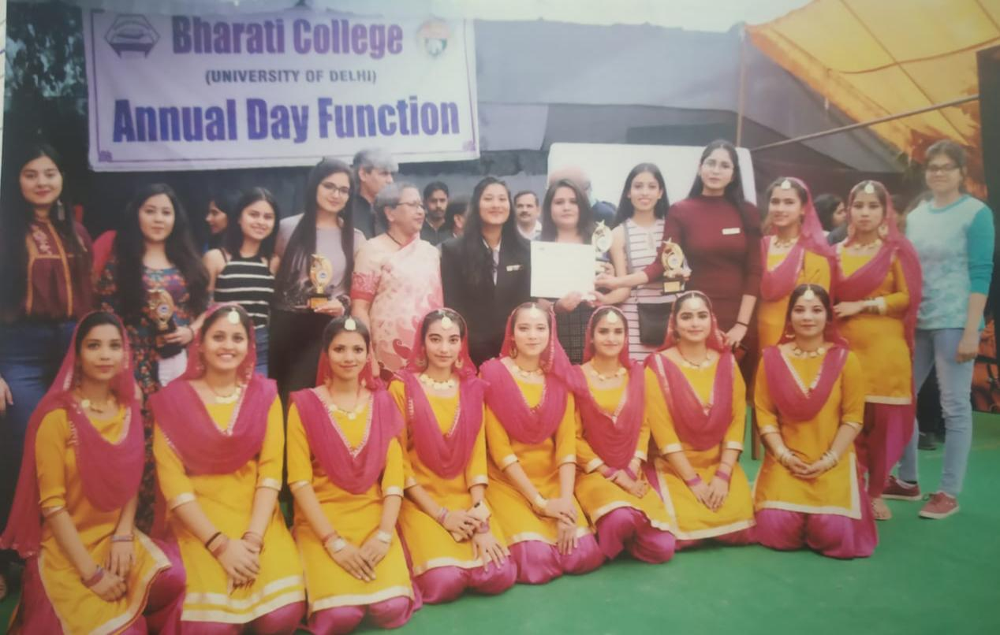 Bharati College
(UNIVERSITY OF DELHI)
Annual Day Function